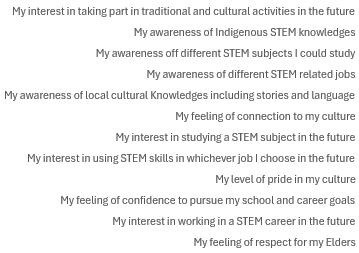 My interest in taking part in traditional and cultural activities in the future
My awareness of Indigenous STEM knowledges
My awareness off different STEM subjects I could study
My awareness of different STEM related jobs
My awareness of local cultural Knowledges including stories and language
My feeling of connection to my culture
My interest in studying a STEM subject in the future
My interest in using STEM skills in whichever job I choose in the future
My level of pride in my culture
My feeling of confidence to pursue my school and career goals
My interest in working in a STEM career in the future
My feeling of respect for my Elders